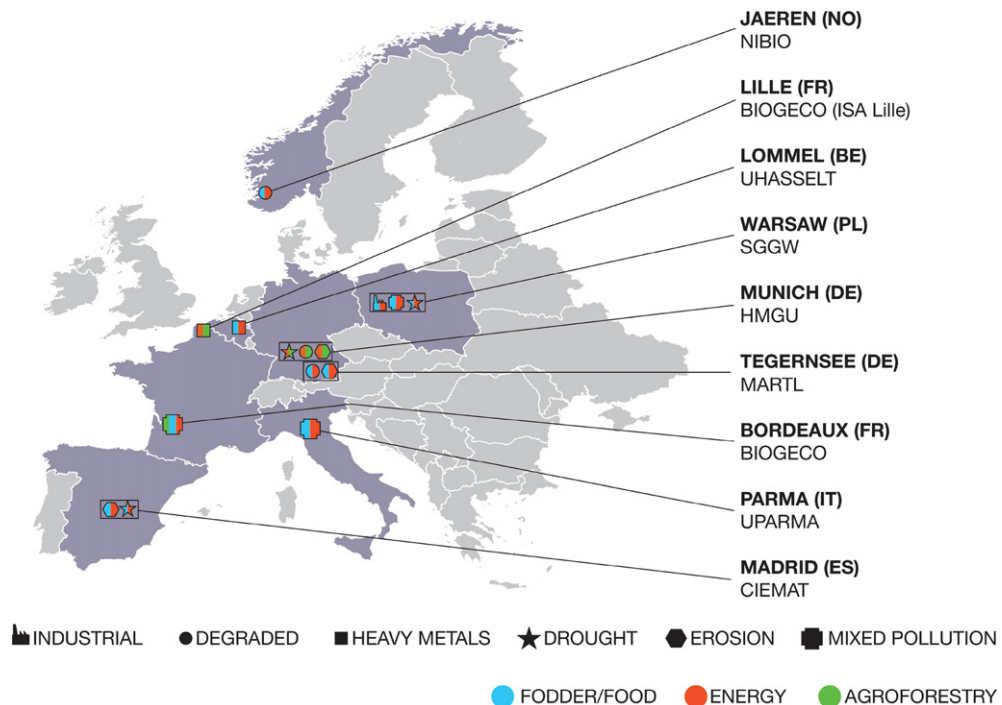 JAEREN (NO)
NIBIO
LILLE (FR)
BIOGECO (ISA Lille)
LOMMEL (BE)
UHASSELT
WARSAW (PL)
SGGW
MUNICH (DE)
HMGU
TEGERNSEE (DE)
MARTL
BORDEAUX (FR)
BIOGECO
PARMA (IT)
UPARMA
MADRID (ES)
CIEMAT
INDUSTRIAL DEGRADED HEAVY METALS DROUGHT EROSION MIXED POLLUTION
FODDER/FOOD ENERGY AGROFORESTRY